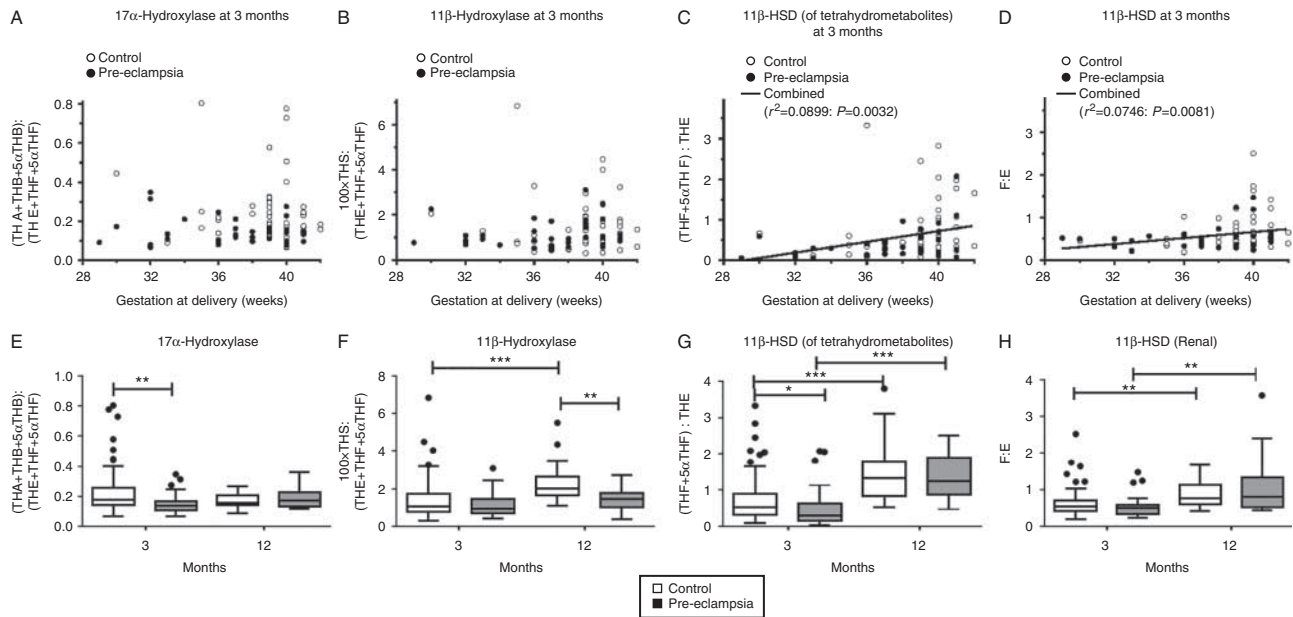 A
17α-Hydroxylase at 3 months
Control
Pre-eclampsia
(TH A+THB+5αTHB):
(TH E+THF+5αTHF)
0.8
0.6
0.4
0.2
0.0
28
32
36
40
Gestation at delivery (weeks)
B
11β-Hydroxylase at 3 months
Control
Pre-eclampsia
100×THS:
(THE+THF+5αTHF)
6
4
2
0
28
32
36
40
Gestation at delivery (weeks)
C
11β-HSD (of tetrahydrometabolites)
at 3 months
Control
Pre-eclampsia
Combined
(r²=0.0899: P=0.0032)
(THF+5αTH F) : THE
3
2
1
0
28
32
36
40
Gestation at delivery (weeks)
D
11β-HSD at 3 months
Control
Pre-eclampsia
Combined
(r²=0.0746: P=0.0081)
F:E
3
2
1
0
28
32
36
40
Gestation at delivery (weeks)
E
17α-Hydroxylase
**
(THA+THB+5αTHB):
(THE+THF+5αTHF)
1.0
0.8
0.6
0.4
0.2
0.0
3
12
Months
F
11β-Hydroxylase
***
**
100×THS:
(THE+THF+5αTHF)
8
6
4
2
0
3
12
Months
G
11β-HSD (of tetrahydrometabolites)
***
***
*
(THF+5αTHF) : THE
4
3
2
1
0
3
12
Months
H
11β-HSD (Renal)
**
**
F:E
4
3
2
1
0
3
12
Months
Control
Pre-eclampsia